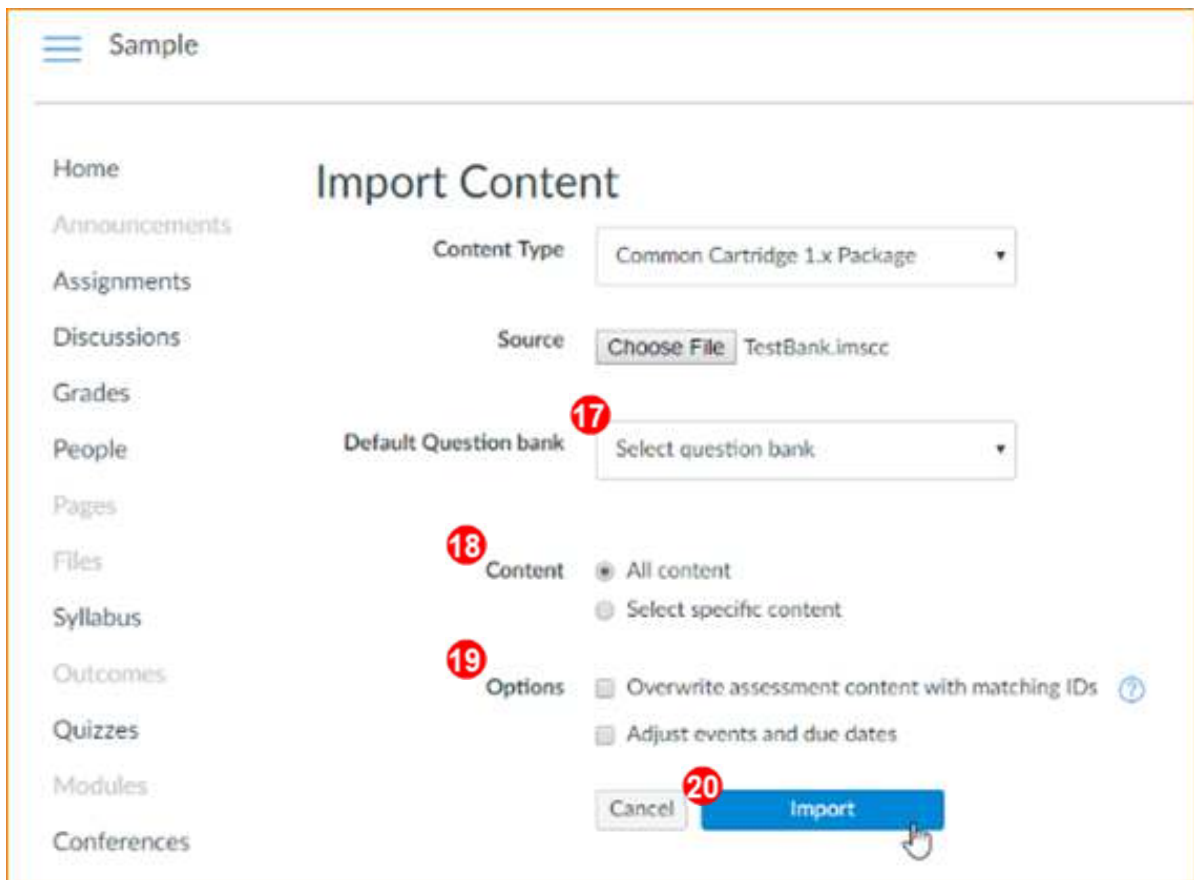 Sample
Home
Announcements
Assignments
Discussions
Grades
People
Pages
Files
Syllabus
Outcomes
Quizzes
Modules
Conferences
Import Content
Content Type Common Cartridge 1.x Package
Source Choose File TestBank.imscc
17
Default Question bank Select question bank
18
Content All content
Select specific content
19
Options Overwrite assessment content with matching IDs ?
Adjust events and due dates
20
Cancel Import